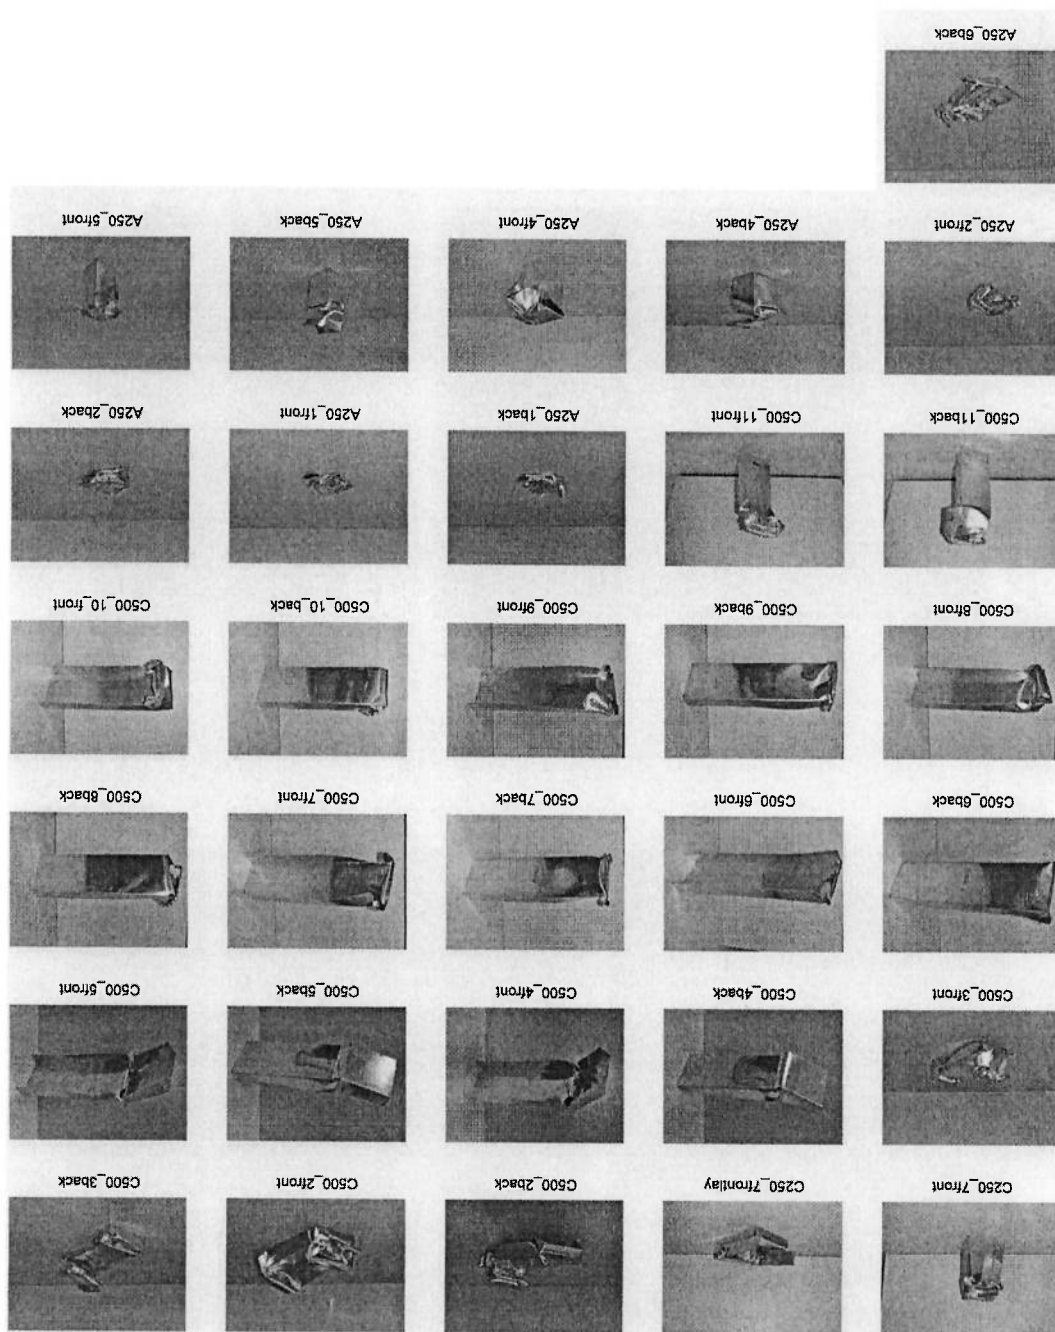 C250_7front C250_7frontlay C500_2back C500_2front C500_3back
C500_3front C500_4back C500_4front C500_5back C500_5front
C500_6back C500_6front C500_7back C500_7front C500_8back
C500_8front C500_9back C500_9front C500_10_back C500_10_front
C500_11back C500_11front A250_1back A250_1front A250_2back
A250_2front A250_4back A250_4front A250_5back A250_5front
A250_6back